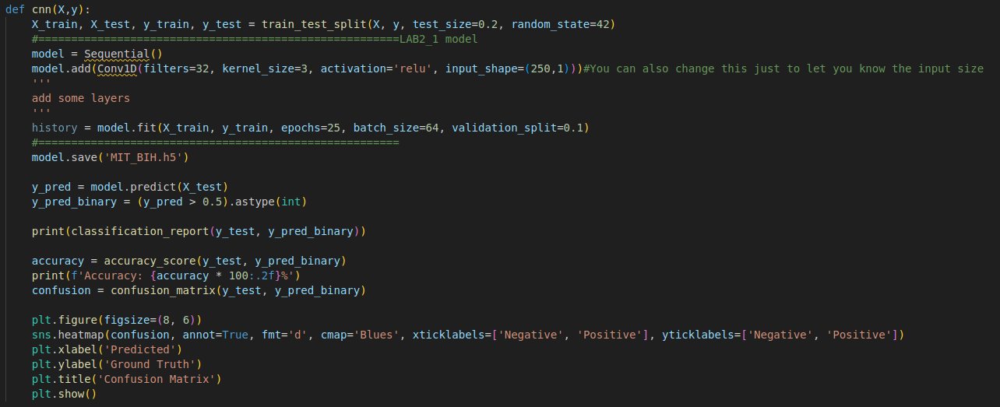 def cnn(X,y):
    X_train, X_test, y_train, y_test = train_test_split(X, y, test_size=0.2, random_state=42)
    #=======================================================LAB2_1 model
    model = Sequential()
    model.add(Conv1D(filters=32, kernel_size=3, activation='relu', input_shape=(250,1)))#You can also change this just to let you know the input size
    '''
    add some layers
    '''
    history = model.fit(X_train, y_train, epochs=25, batch_size=64, validation_split=0.1)
    #=======================================================
    model.save('MIT_BIH.h5')

    y_pred = model.predict(X_test)
    y_pred_binary = (y_pred > 0.5).astype(int)

    print(classification_report(y_test, y_pred_binary))

    accuracy = accuracy_score(y_test, y_pred_binary)
    print(f'Accuracy: {accuracy * 100:.2f}%')
    confusion = confusion_matrix(y_test, y_pred_binary)

    plt.figure(figsize=(8, 6))
    sns.heatmap(confusion, annot=True, fmt='d', cmap='Blues', xticklabels=['Negative', 'Positive'], yticklabels=['Negative', 'Positive'])
    plt.xlabel('Predicted')
    plt.ylabel('Ground Truth')
    plt.title('Confusion Matrix')
    plt.show()